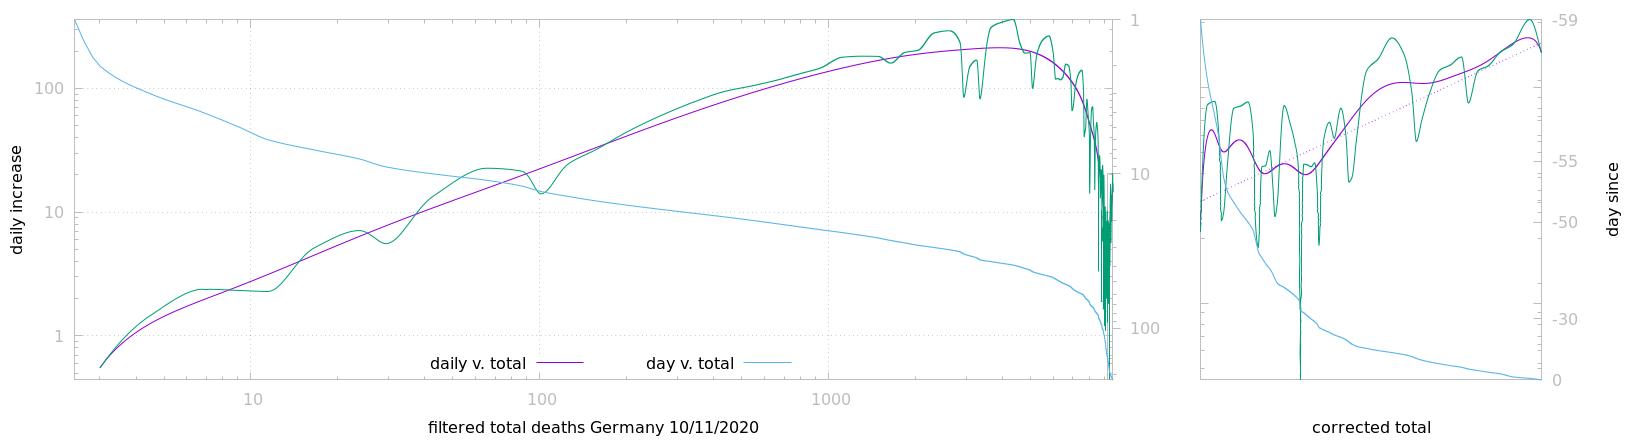 100
10
1
daily increase
daily v. total
day v. total
10
100
1000
filtered total deaths Germany 10/11/2020
1
10
100
-59
-55
-50
-30
0
day since
corrected total